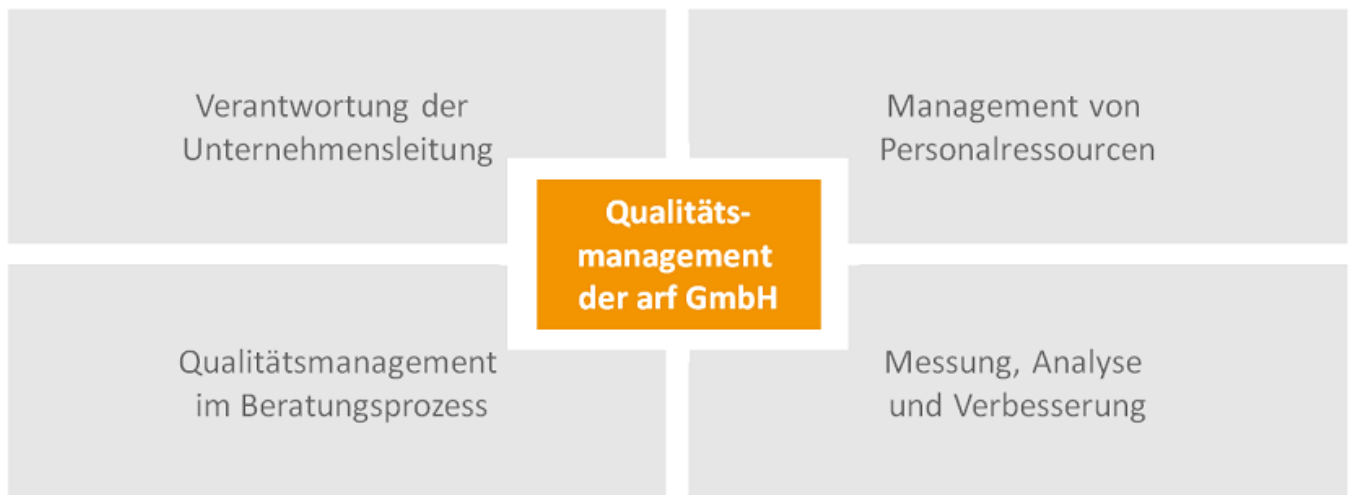 Verantwortung der
Unternehmensleitung
Management von
Personalressourcen
Qualitäts-
management
der arf GmbH
Qualitätsmanagement
im Beratungsprozess
Messung, Analyse
und Verbesserung